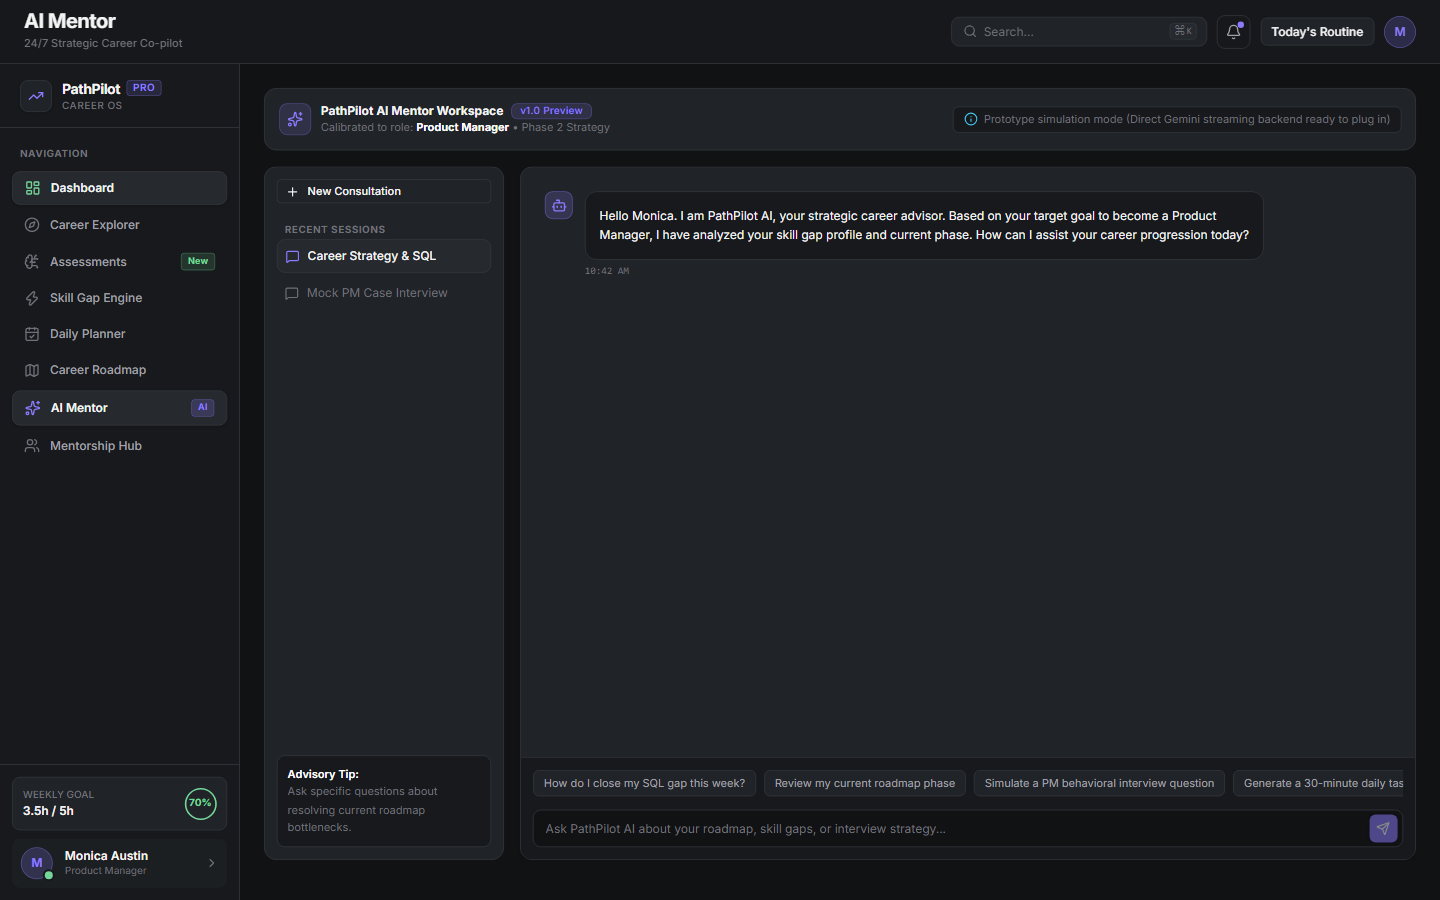 AI Mentor
24/7 Strategic Career Co-pilot
Search...
⌘K
Today's Routine
M
PathPilot PRO
CAREER OS
NAVIGATION
Dashboard
Career Explorer
Assessments New
Skill Gap Engine
Daily Planner
Career Roadmap
AI Mentor AI
Mentorship Hub
WEEKLY GOAL
3.5h / 5h
70%
M
Monica Austin
Product Manager
PathPilot AI Mentor Workspace v1.0 Preview
Calibrated to role: Product Manager • Phase 2 Strategy
Prototype simulation mode (Direct Gemini streaming backend ready to plug in)
New Consultation
RECENT SESSIONS
Career Strategy & SQL
Mock PM Case Interview
Advisory Tip:
Ask specific questions about
resolving current roadmap
bottlenecks.
Hello Monica. I am PathPilot AI, your strategic career advisor. Based on your target goal to become a Product
Manager, I have analyzed your skill gap profile and current phase. How can I assist your career progression today?
10:42 AM
How do I close my SQL gap this week?
Review my current roadmap phase
Simulate a PM behavioral interview question
Generate a 30-minute daily tas
Ask PathPilot AI about your roadmap, skill gaps, or interview strategy...